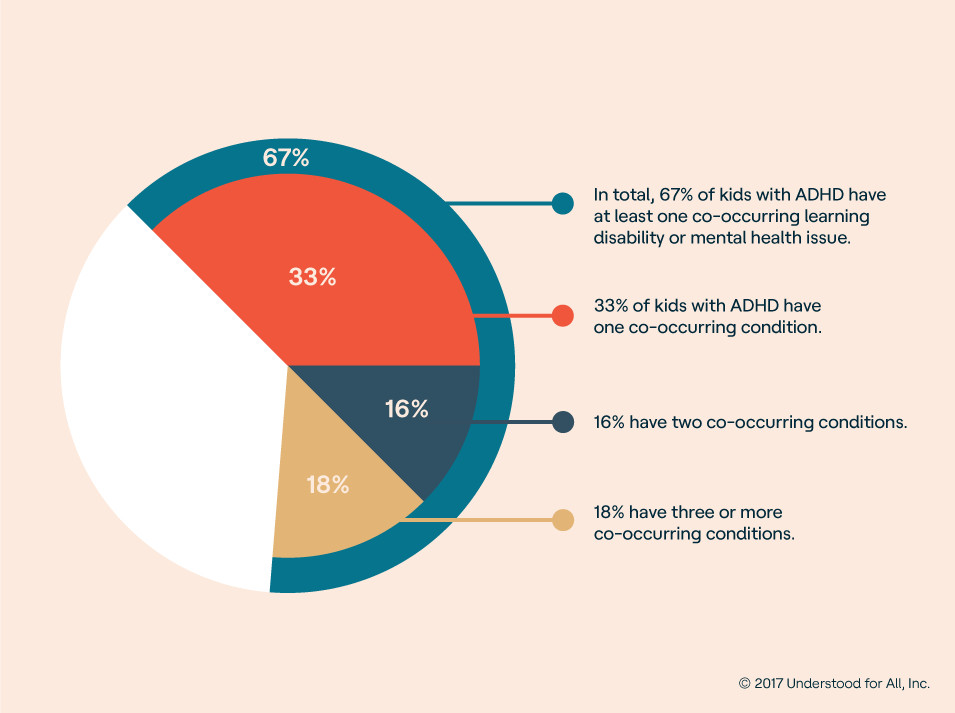 67%
In total, 67% of kids with ADHD have
at least one co-occurring learning
disability or mental health issue.
33%
33% of kids with ADHD have
one co-occurring condition.
16%
16% have two co-occurring conditions.
18%
18% have three or more
co-occurring conditions.
© 2017 Understood for All, Inc.